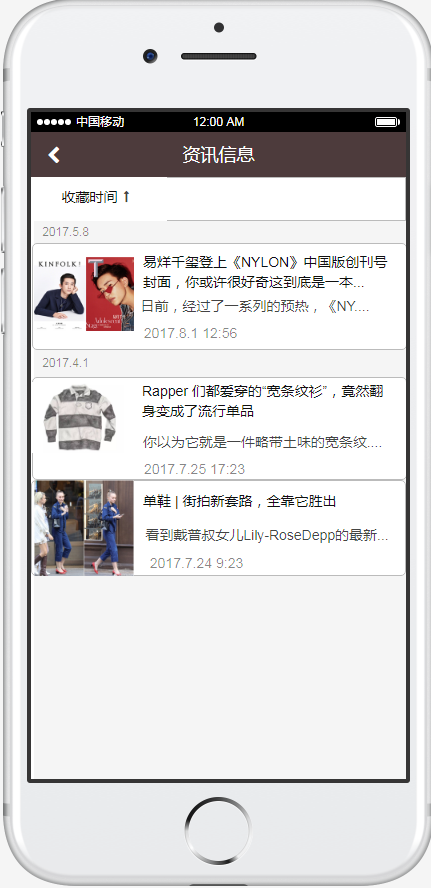 中国移动 12:00 AM
资讯信息
收藏时间 ↑
2017.5.8
KINFOLK
T
易烊千玺登上《NYLON》中国版创刊号
封面，你或许很好奇这到底是一本...
日前，经过了一系列的预热，《NY....
2017.8.1 12:56
2017.4.1
Rapper 们都爱穿的“宽条纹衫”，竟然翻
身变成了流行单品
你以为它就是一件略带土味的宽条纹....
2017.7.25 17:23
单鞋 | 街拍新套路，全靠它胜出
看到戴普叔女儿Lily-RoseDepp的最新...
2017.7.24 9:23